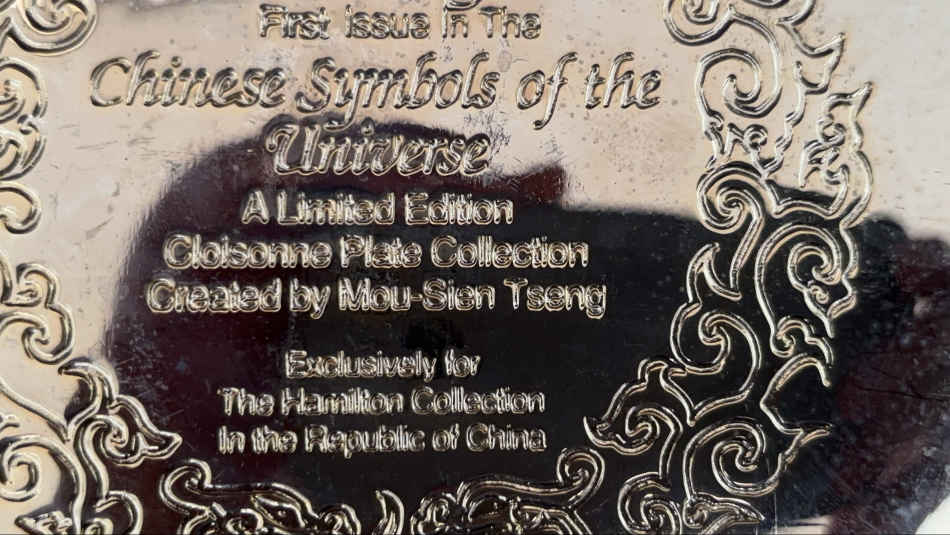 First Issue In The
Chinese Symbols of the
Universe
A Limited Edition
Cloisonne Plate Collection
Created by Mou-Sien Tseng
Exclusively for
The Hamilton Collection
In the Republic of China